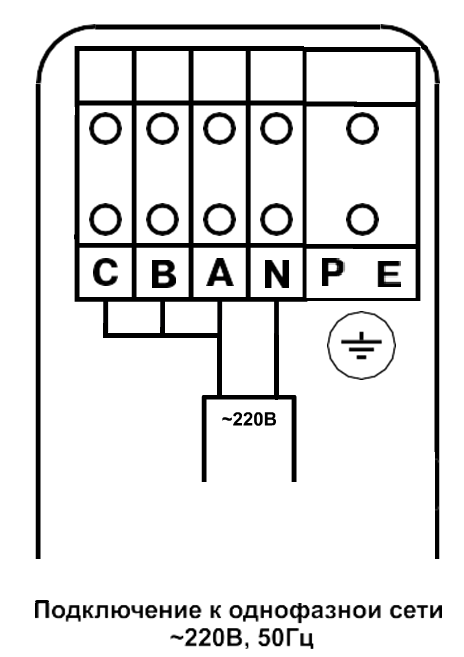 C B A N P E
~220В
Подключение к однофазнои сети
~220В, 50Гц